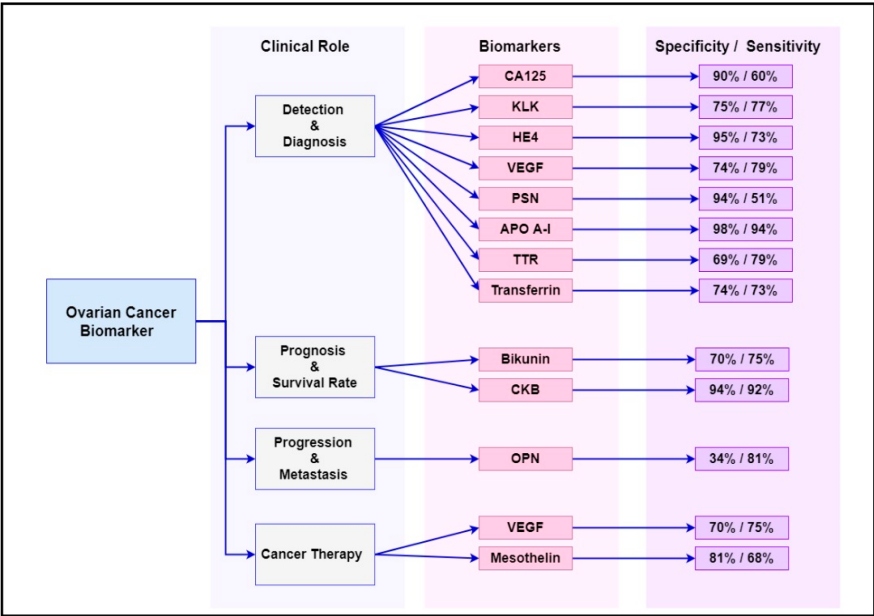 Clinical Role
Biomarkers
Specificity / Sensitivity
Ovarian Cancer
Biomarker
Detection
&
Diagnosis
CA125
90% / 60%
KLK
75% / 77%
HE4
95% / 73%
VEGF
74% / 79%
PSN
94% / 51%
APO A-I
98% / 94%
TTR
69% / 79%
Transferrin
74% / 73%
Prognosis
&
Survival Rate
Bikunin
70% / 75%
CKB
94% / 92%
Progression
&
Metastasis
OPN
34% / 81%
Cancer Therapy
VEGF
70% / 75%
Mesothelin
81% / 68%